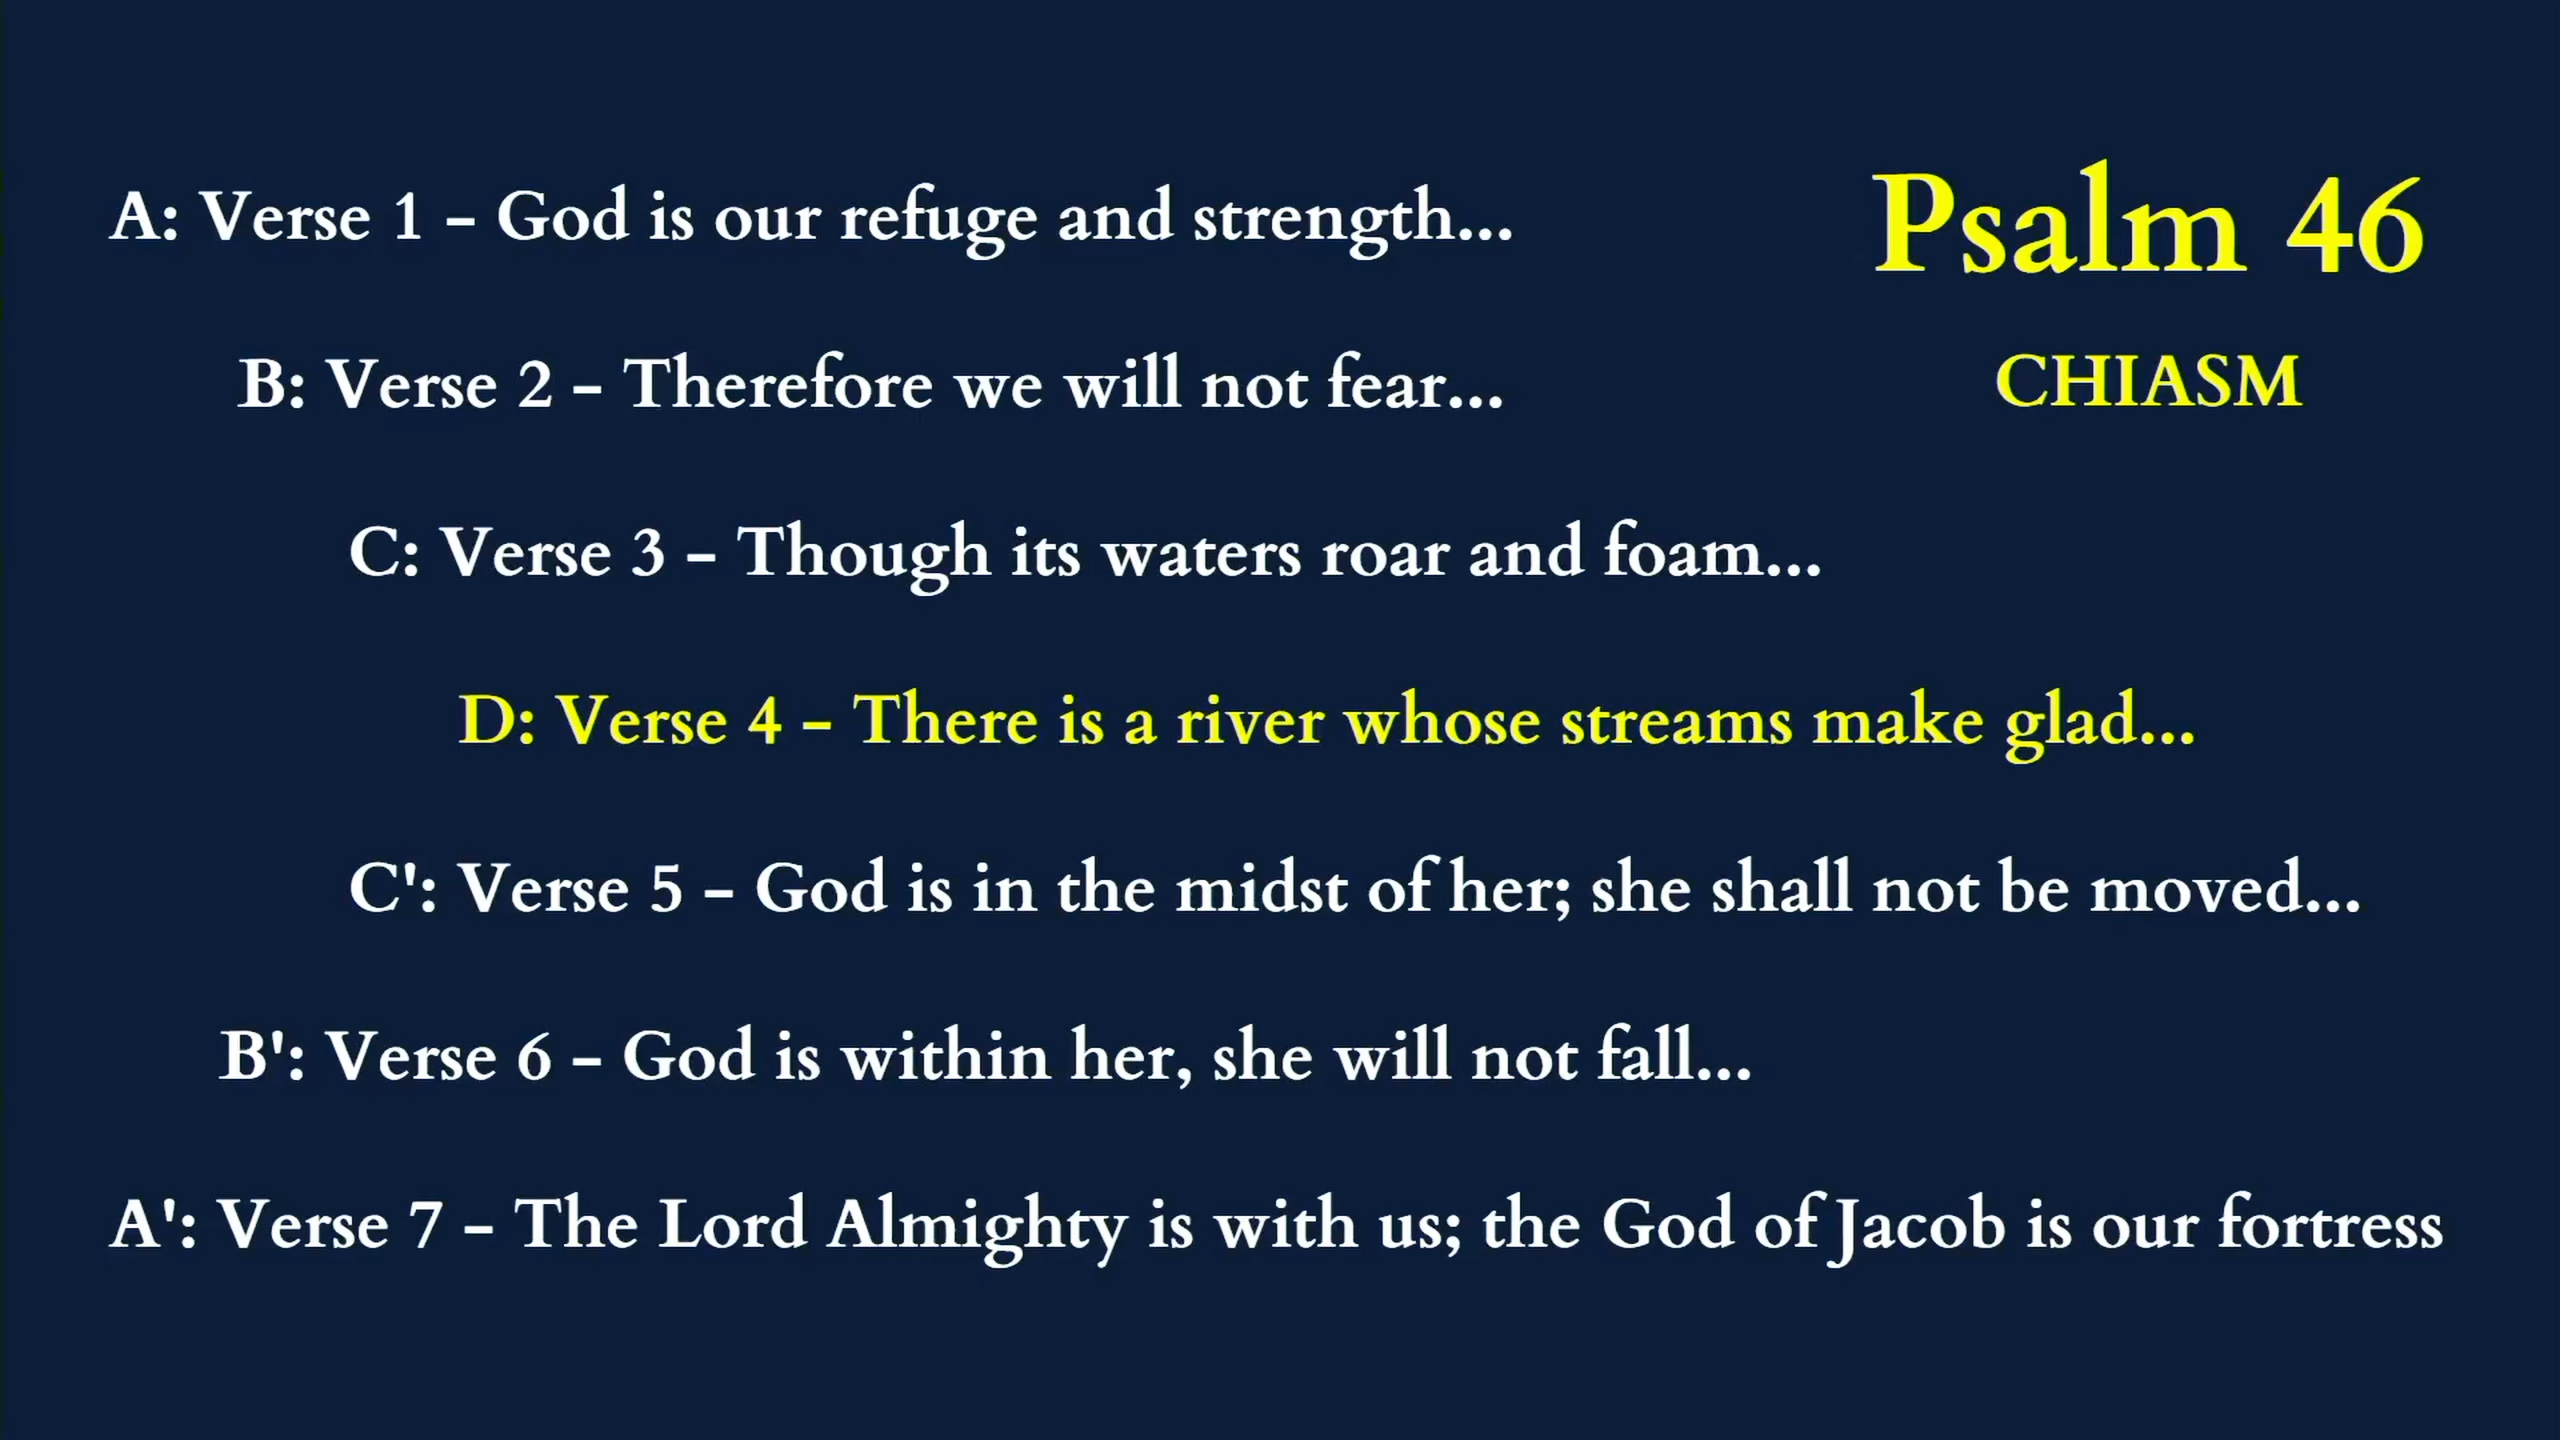 A: Verse 1 - God is our refuge and strength...
Psalm 46
B: Verse 2 - Therefore we will not fear...
CHIASM
C: Verse 3 - Though its waters roar and foam...
D: Verse 4 - There is a river whose streams make glad...
C': Verse 5 - God is in the midst of her; she shall not be moved...
B': Verse 6 - God is within her, she will not fall...
A': Verse 7 - The Lord Almighty is with us; the God of Jacob is our fortress